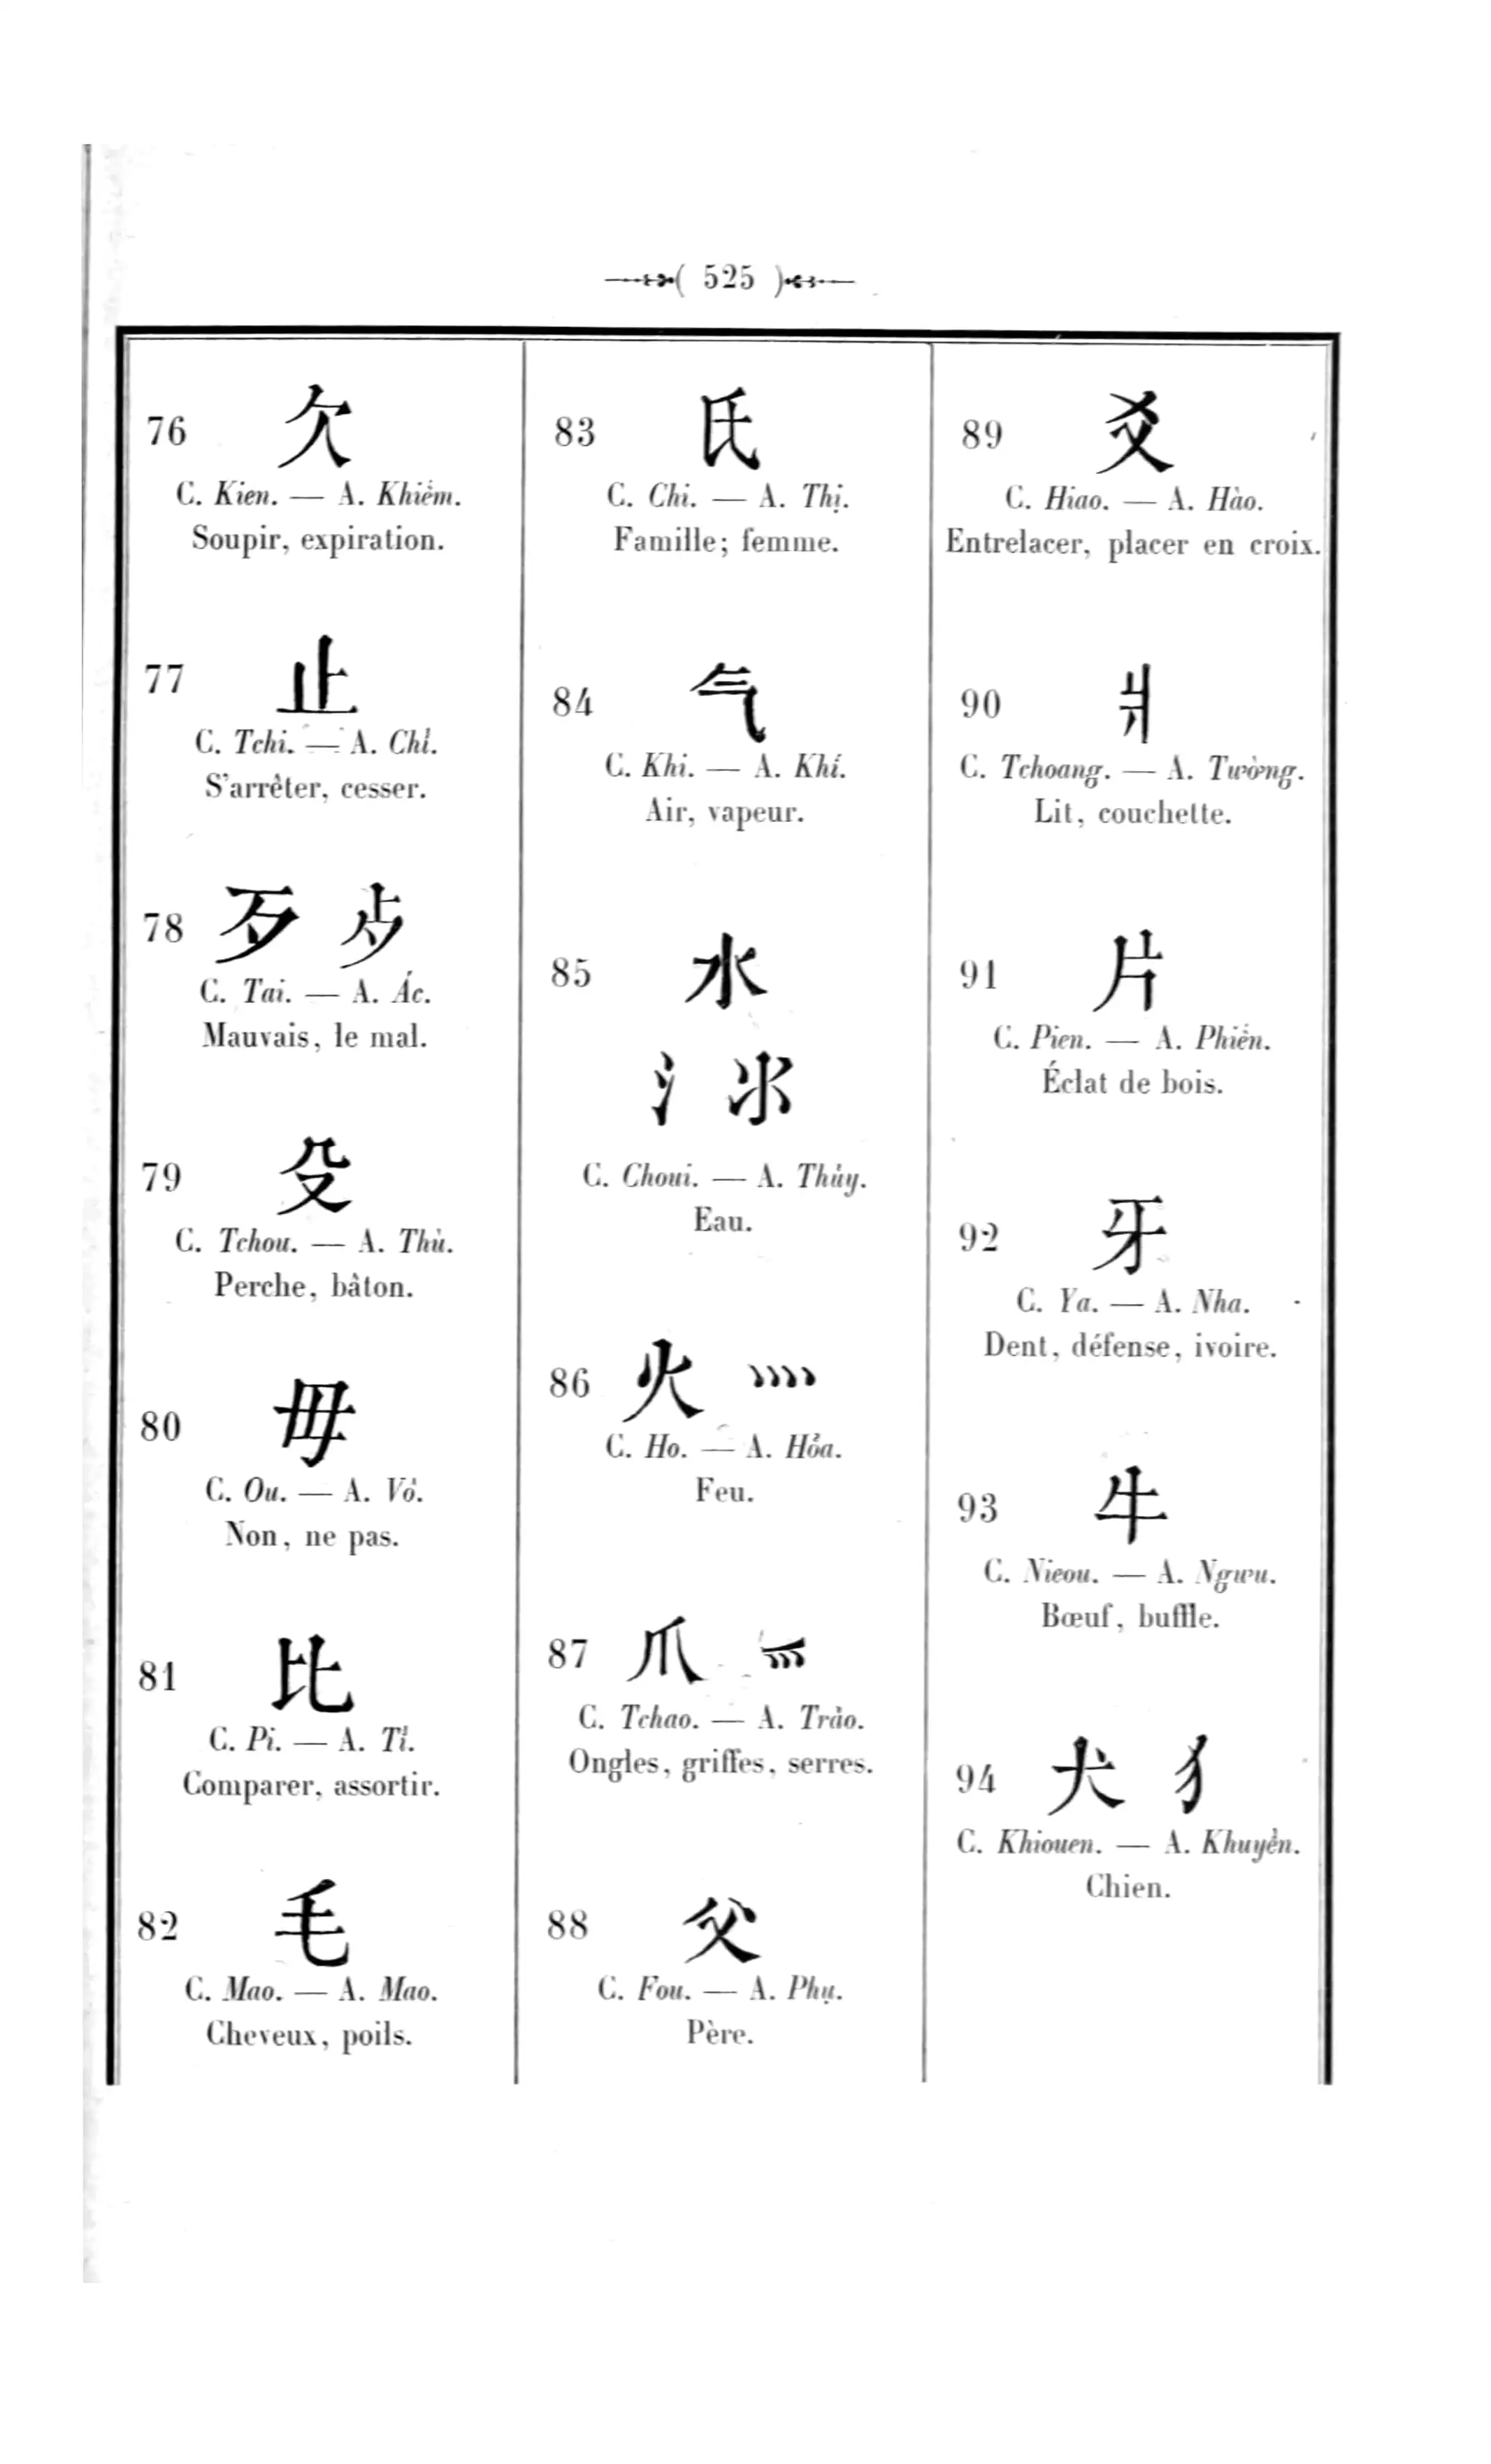 ( 525 )
76 欠
C. Kien. — A. Khiếm.
Soupir, expiration.
77 止
C. Tchi. — A. Chỉ.
S'arrêter, cesser.
78 歹 歺
C. Tai. — A. Ác.
Mauvais, le mal.
79 殳
C. Tchou. — A. Thù.
Perche, bâton.
80 毋
C. Ou. — A. Vô.
Non, ne pas.
81 比
C. Pi. — A. Tỉ.
Comparer, assortir.
82 毛
C. Mao. — A. Mao.
Cheveux, poils.
83 氏
C. Chi. — A. Thị.
Famille; femme.
84 气
C. Khi. — A. Khí.
Air, vapeur.
85 水
氵 氺
C. Choui. — A. Thủy.
Eau.
86 火 灬
C. Ho. — A. Hỏa.
Feu.
87 爪 爫
C. Tchao. — A. Trảo.
Ongles, griffes, serres.
88 父
C. Fou. — A. Phụ.
Père.
89 爻
C. Hiao. — A. Hào.
Entrelacer, placer en croix.
90 爿
C. Tchoang. — A. Tường.
Lit, couchette.
91 片
C. Pien. — A. Phiến.
Éclat de bois.
92 牙
C. Ya. — A. Nha.
Dent, défense, ivoire.
93 牛
C. Nieou. — A. Ngưu.
Bœuf, buffle.
94 犬 犭
C. Khiouen. — A. Khuyển.
Chien.